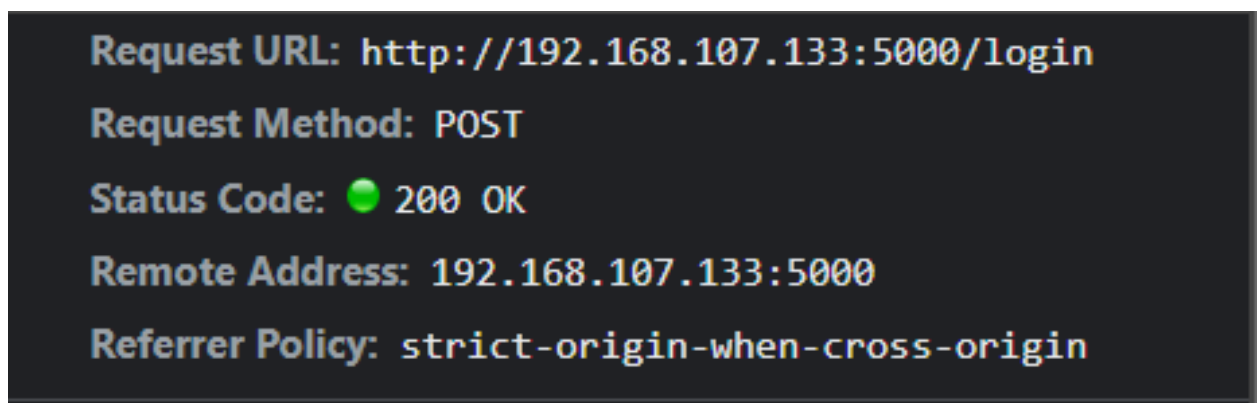 Request URL: http://192.168.107.133:5000/login
Request Method: POST
Status Code: 200 OK
Remote Address: 192.168.107.133:5000
Referrer Policy: strict-origin-when-cross-origin